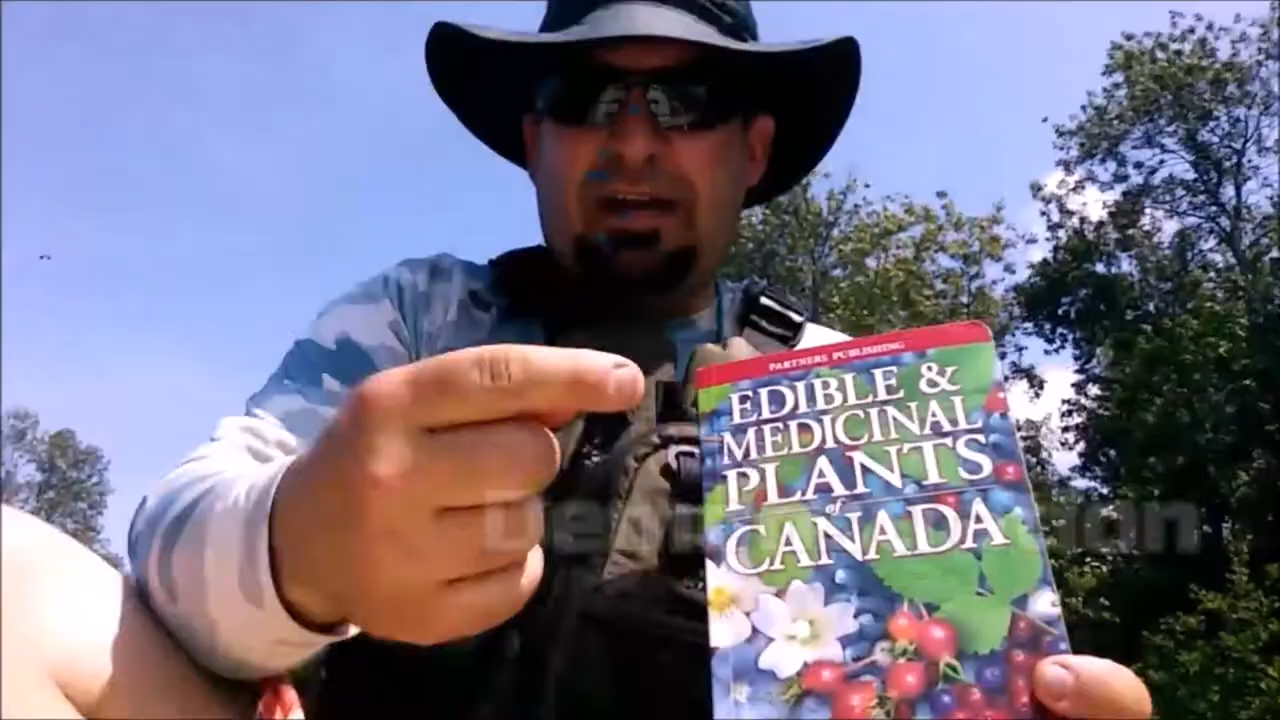 PARTNERS PUBLISHING
EDIBLE &
MEDICINAL
PLANTS
of
CANADA